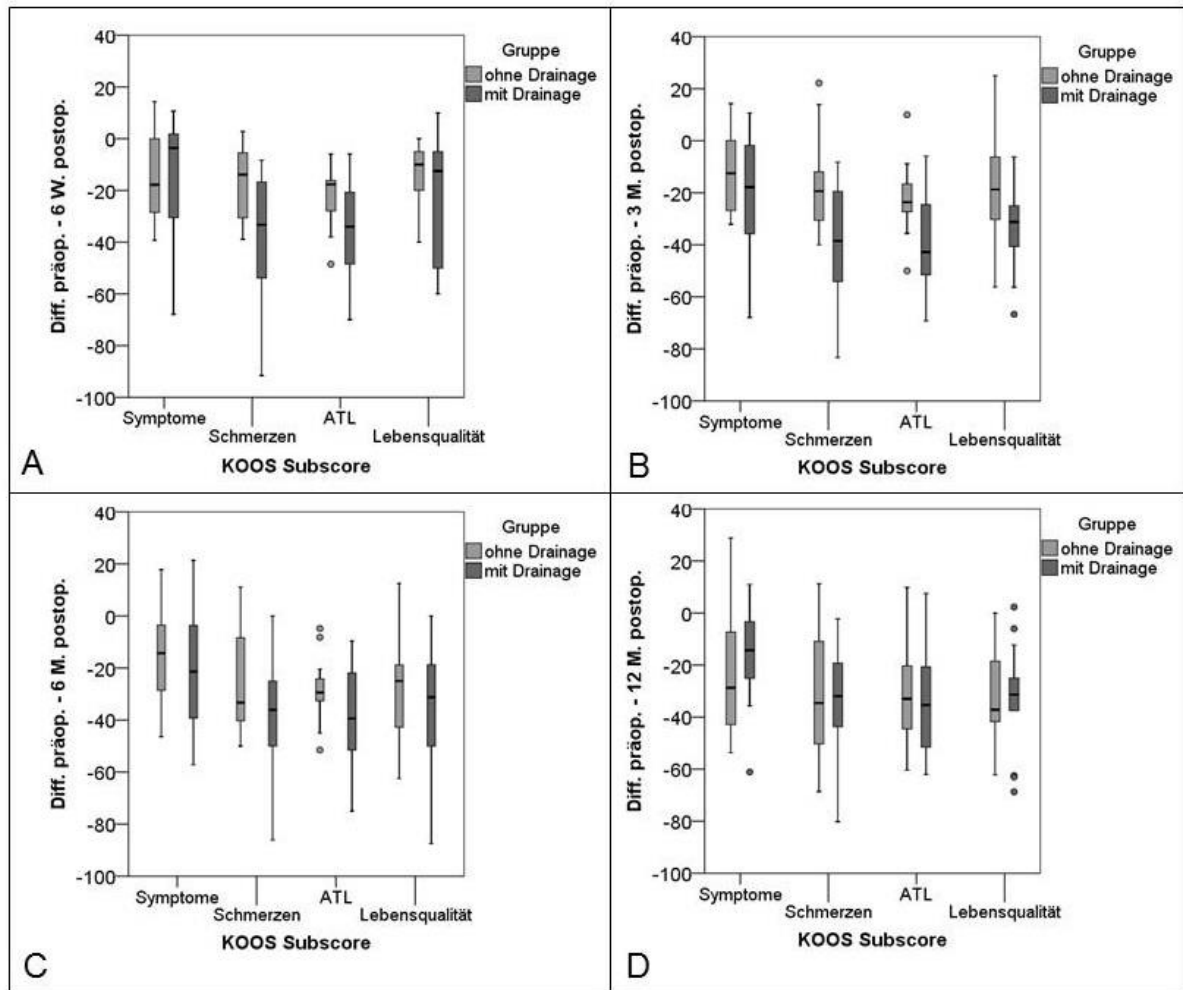 Diff. präop. - 6 W. postop.
40
20
0
-20
-40
-60
-80
-100
Gruppe
ohne Drainage
mit Drainage
Symptome
Schmerzen
ATL
Lebensqualität
KOOS Subscore
A
Diff. präop. - 3 M. postop.
40
20
0
-20
-40
-60
-80
-100
Gruppe
ohne Drainage
mit Drainage
Symptome
Schmerzen
ATL
Lebensqualität
KOOS Subscore
B
Diff. präop. - 6 M. postop.
40
20
0
-20
-40
-60
-80
-100
Gruppe
ohne Drainage
mit Drainage
Symptome
Schmerzen
ATL
Lebensqualität
KOOS Subscore
C
Diff. präop. - 12 M. postop.
40
20
0
-20
-40
-60
-80
-100
Gruppe
ohne Drainage
mit Drainage
Symptome
Schmerzen
ATL
Lebensqualität
KOOS Subscore
D